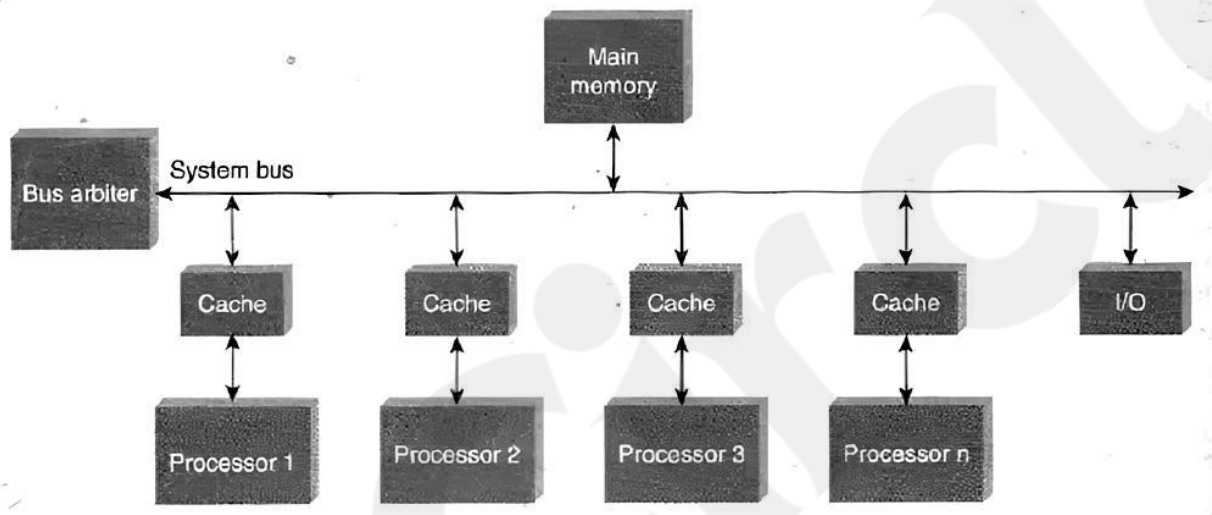 Main
memory
System bus
Bus arbiter
Cache
Cache
Cache
Cache
I/O
Processor 1
Processor 2
Processor 3
Processor n